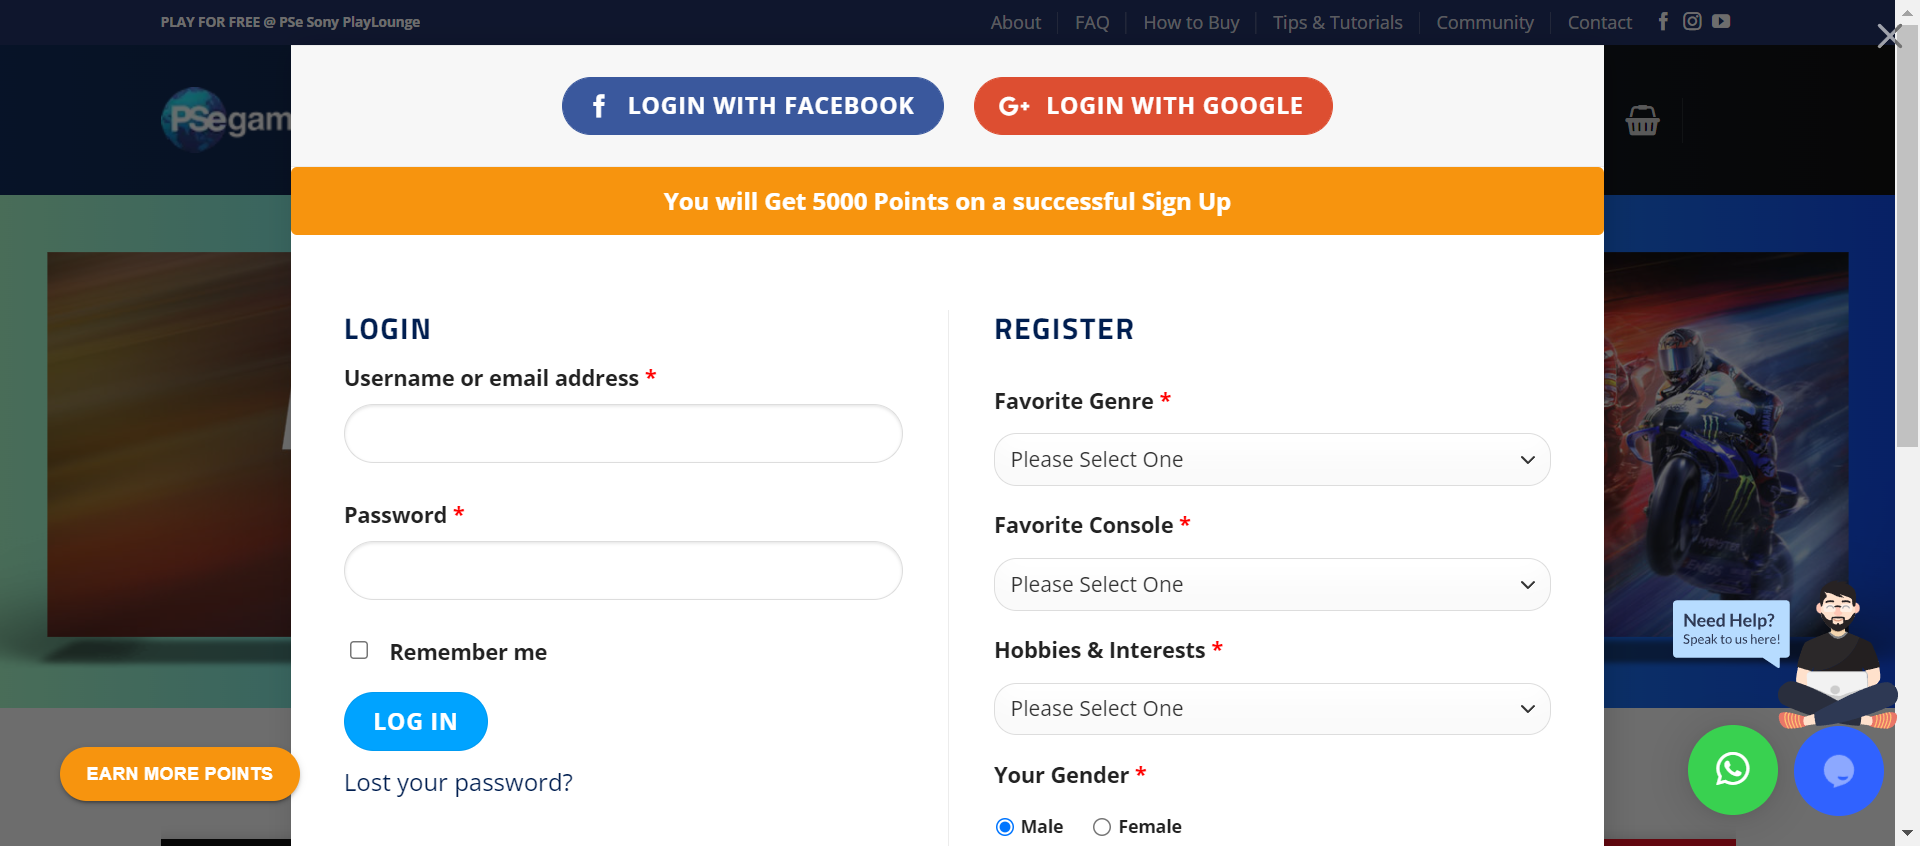 PLAY FOR FREE @ PSe Sony PlayLounge
About
FAQ
How to Buy
Tips & Tutorials
Community
Contact
PSegam
LOGIN WITH FACEBOOK
G+ LOGIN WITH GOOGLE
You will Get 5000 Points on a successful Sign Up
LOGIN
Username or email address *
Password *
Remember me
LOG IN
Lost your password?
REGISTER
Favorite Genre *
Please Select One
Favorite Console *
Please Select One
Hobbies & Interests *
Please Select One
Your Gender *
Male
Female
Need Help?
Speak to us here!
EARN MORE POINTS